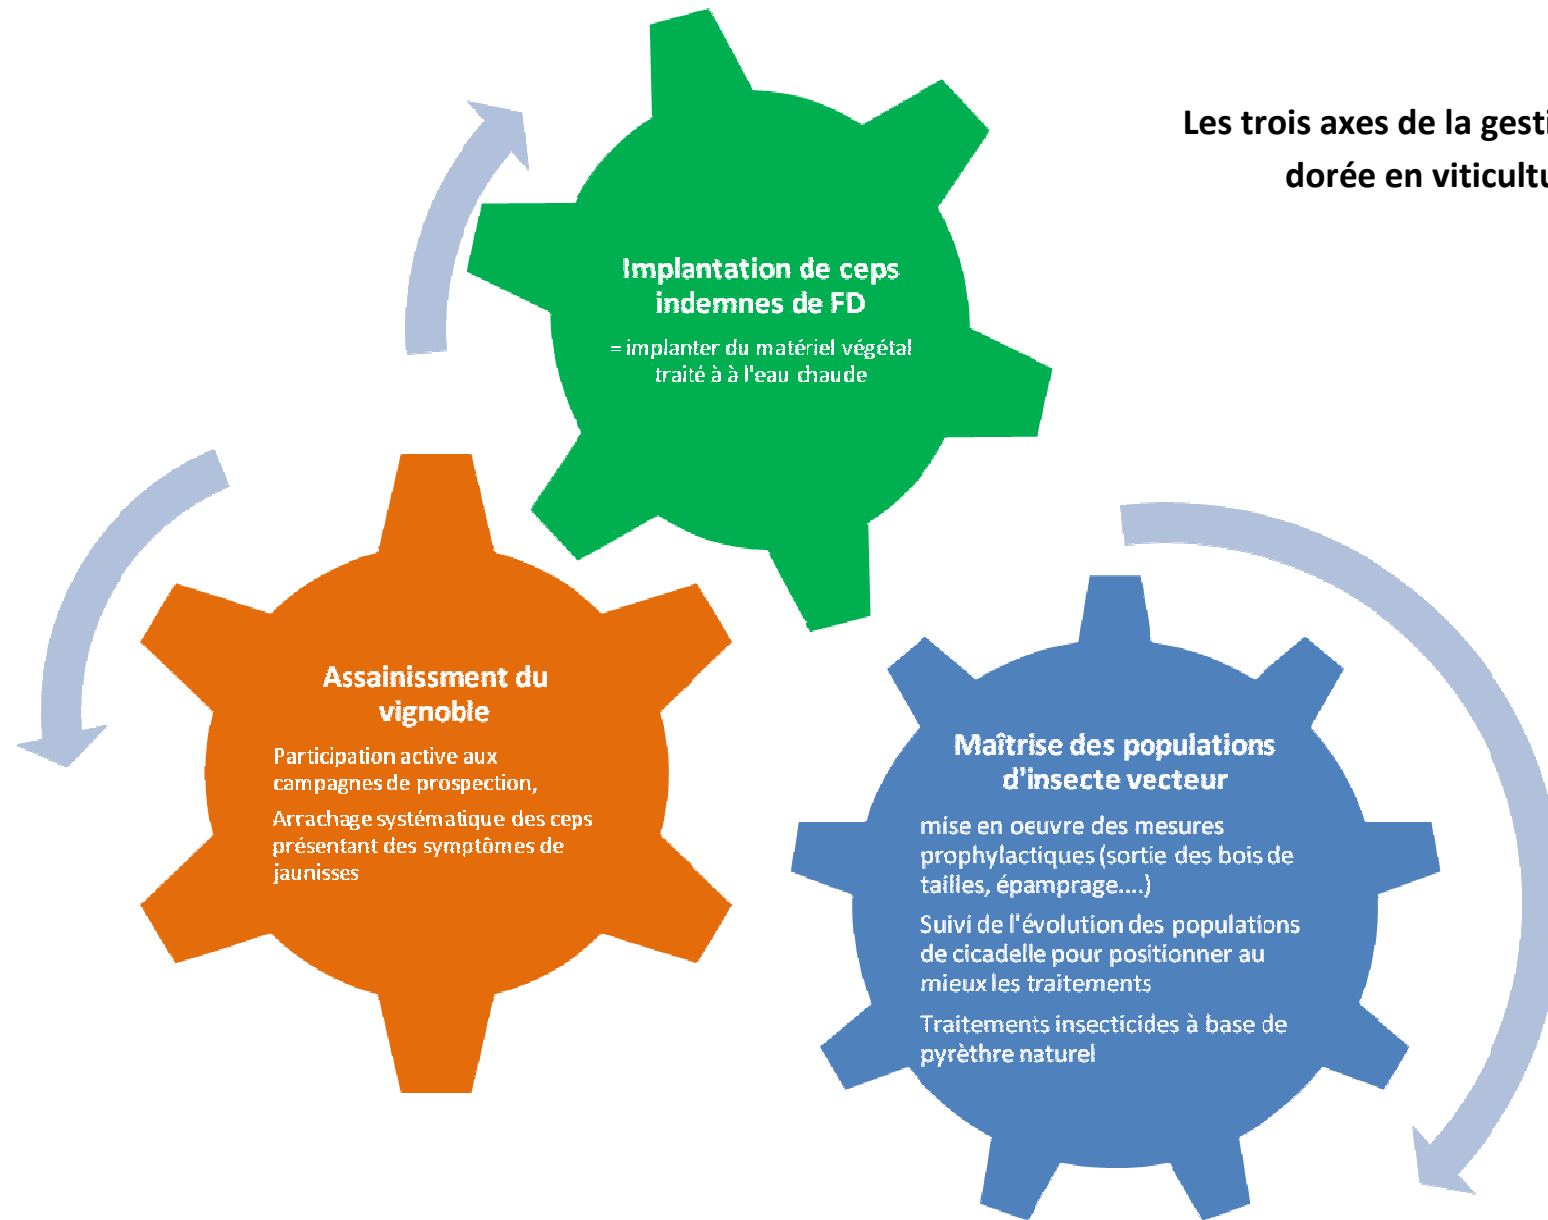 Les trois axes de la gesti
dorée en viticultu
Implantation de ceps
indemnes de FD
= implanter du matériel végétal
traité à à l'eau chaude
Assainissment du
vignoble
Participation active aux
campagnes de prospection,
Arrachage systématique des ceps
présentant des symptômes de
jaunisses
Maîtrise des populations
d'insecte vecteur
mise en oeuvre des mesures
prophylactiques (sortie des bois de
tailles, épamprage....)
Suivi de l'évolution des populations
de cicadelle pour positionner au
mieux les traitements
Traitements insecticides à base de
pyrèthre naturel